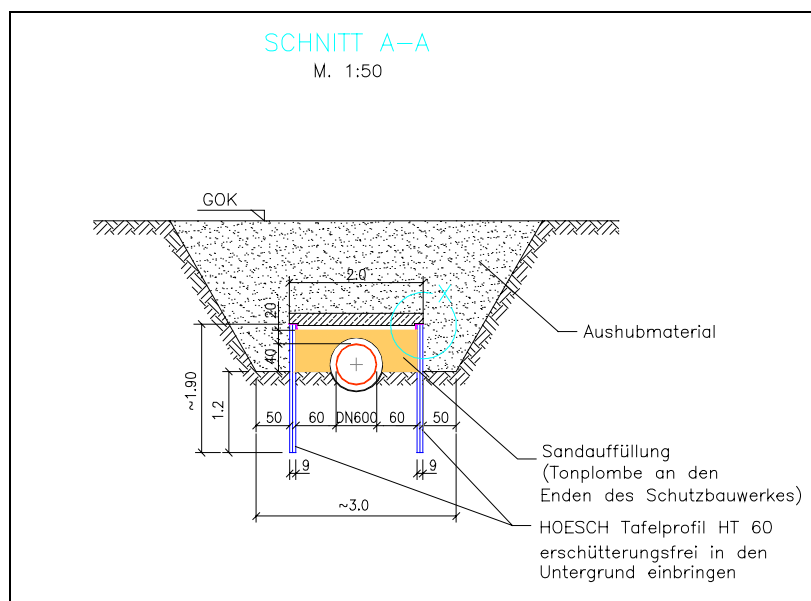 SCHNITT A-A
M. 1:50
GOK
2.0
X
20
40
Aushubmaterial
~1.90
1.2
50 60 DN600 60 50
9 9
~3.0
Sandauffüllung
(Tonplombe an den
Enden des Schutzbauwerkes)
HOESCH Tafelprofil HT 60
erschütterungsfrei in den
Untergrund einbringen